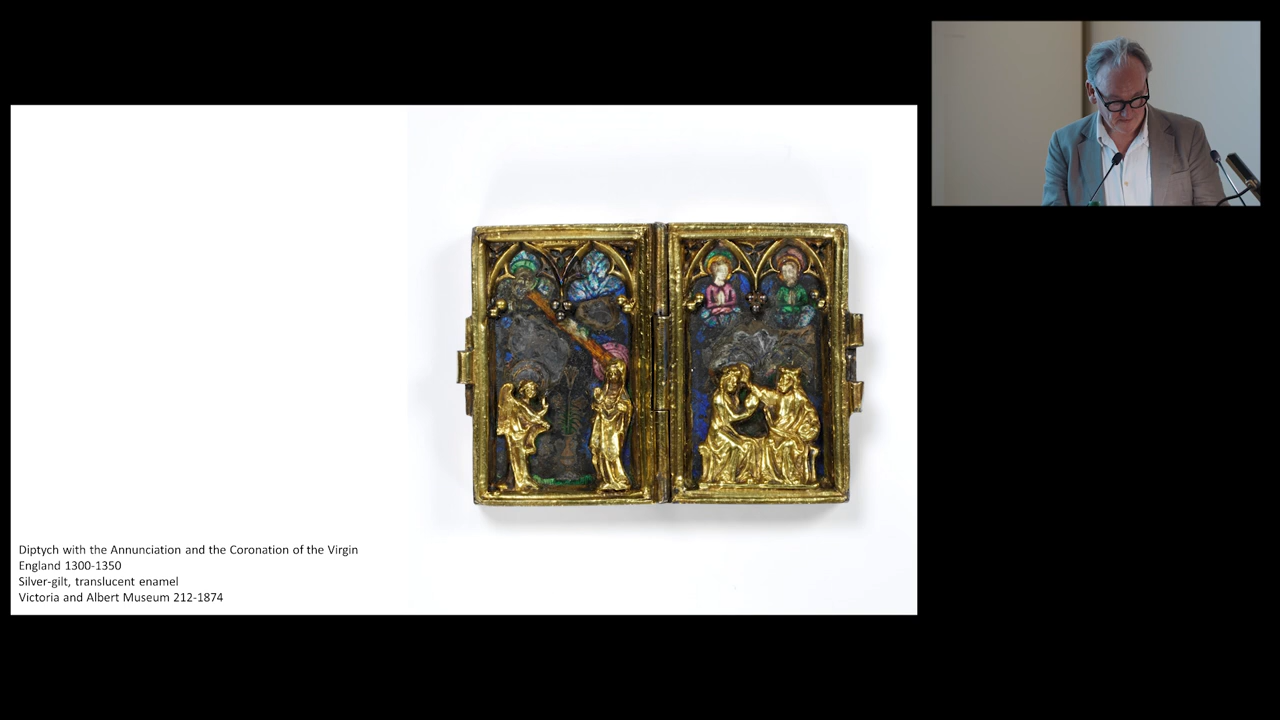 Diptych with the Annunciation and the Coronation of the Virgin
England 1300-1350
Silver-gilt, translucent enamel
Victoria and Albert Museum 212-1874